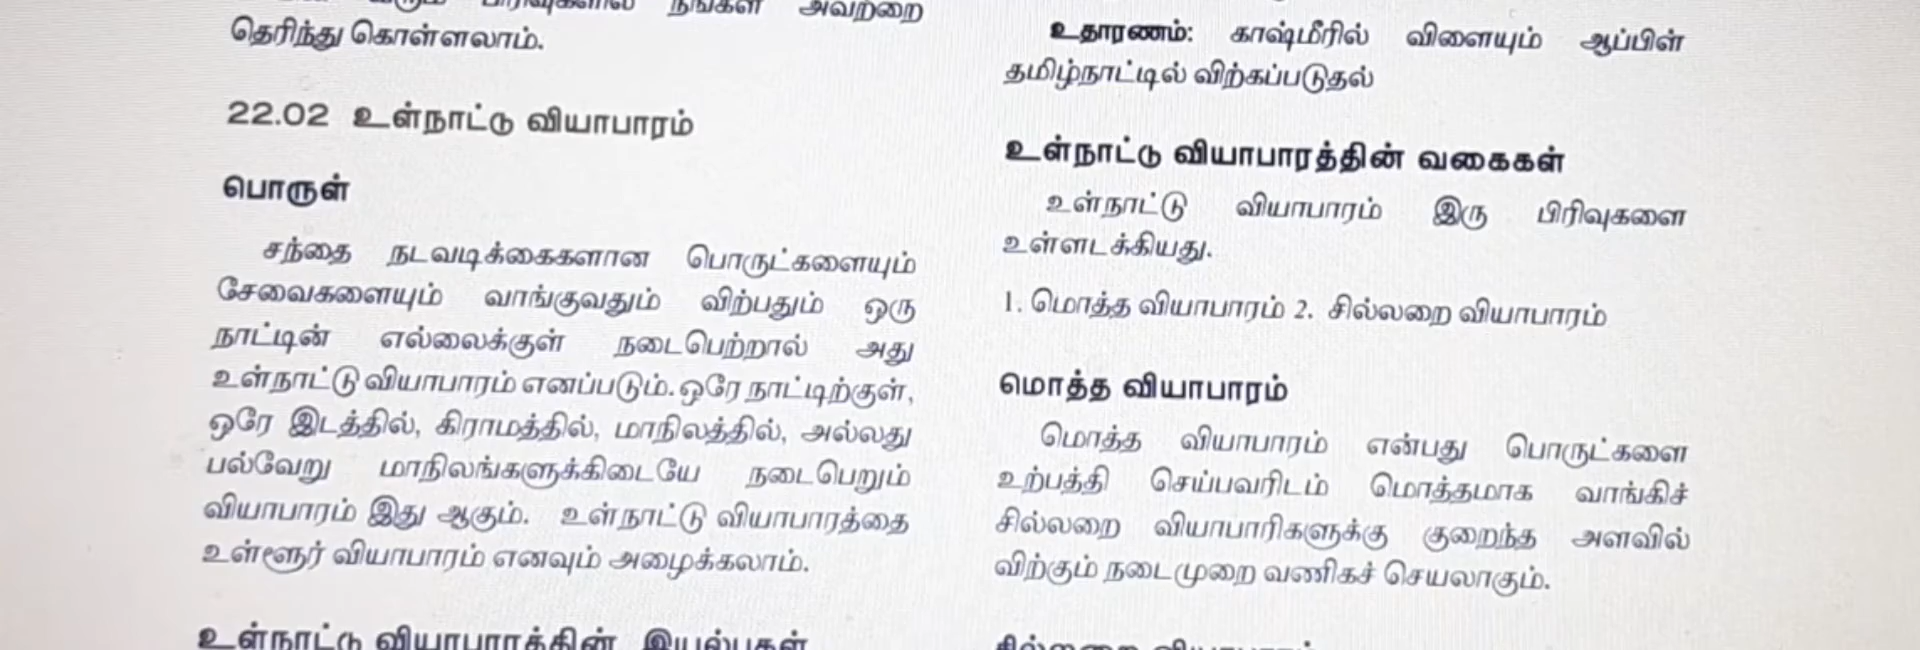 தெரிந்து கொள்ளலாம்.
22.02 உள்நாட்டு வியாபாரம்
பொருள்
சந்தை நடவடிக்கைகளான பொருட்களையும்
சேவைகளையும் வாங்குவதும் விற்பதும் ஒரு
நாட்டின் எல்லைக்குள் நடைபெற்றால் அது
உள்நாட்டு வியாபாரம் எனப்படும். ஒரே நாட்டிற்குள்,
ஒரே இடத்தில், கிராமத்தில், மாநிலத்தில், அல்லது
பல்வேறு மாநிலங்களுக்கிடையே நடைபெறும்
வியாபாரம் இது ஆகும். உள்நாட்டு வியாபாரத்தை
உள்ளூர் வியாபாரம் எனவும் அழைக்கலாம்.
உள்நாட்டு வியாபாரத்தின் இயல்புகள்
உதாரணம்: காஷ்மீரில் விளையும் ஆப்பிள்
தமிழ்நாட்டில் விற்கப்படுதல்
உள்நாட்டு வியாபாரத்தின் வகைகள்
உள்நாட்டு வியாபாரம் இரு பிரிவுகளை
உள்ளடக்கியது.
1. மொத்த வியாபாரம் 2. சில்லறை வியாபாரம்
மொத்த வியாபாரம்
மொத்த வியாபாரம் என்பது பொருட்களை
உற்பத்தி செய்பவரிடம் மொத்தமாக வாங்கிச்
சில்லறை வியாபாரிகளுக்கு குறைந்த அளவில்
விற்கும் நடைமுறை வணிகச் செயலாகும்.